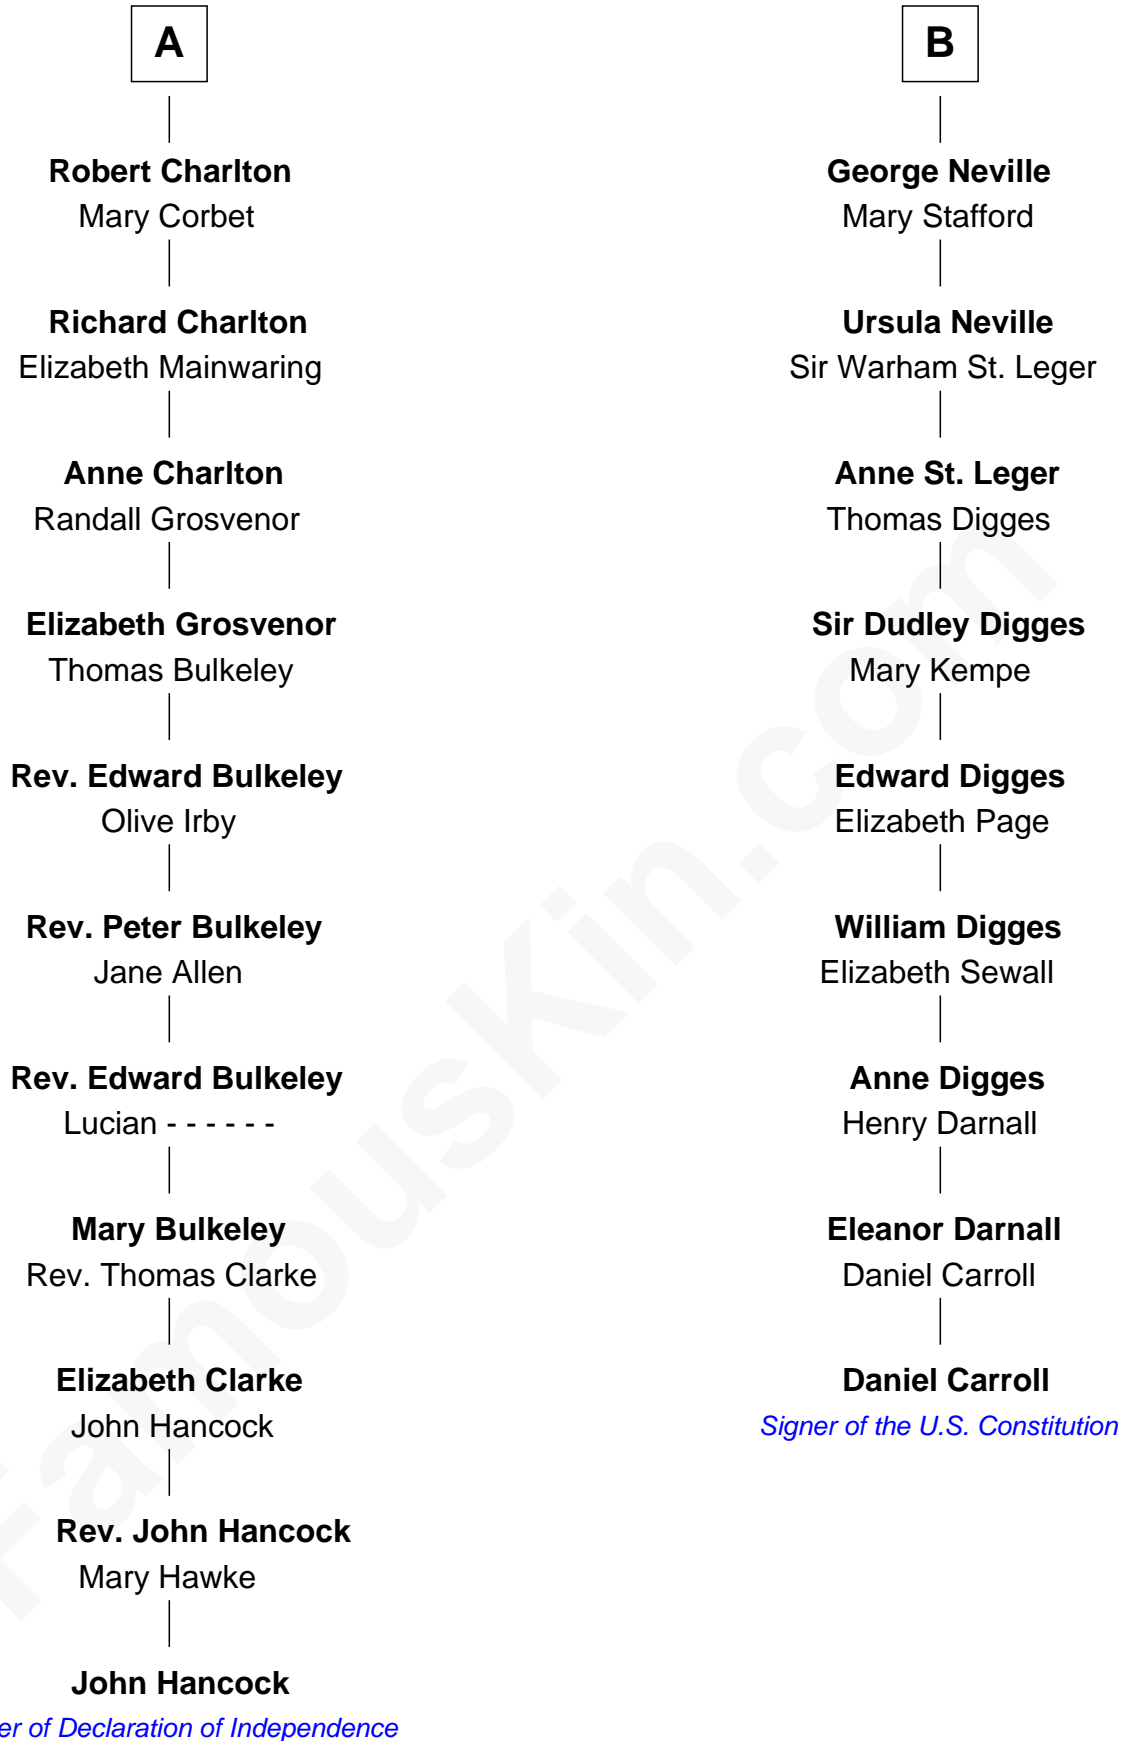 A
Robert Charlton
Mary Corbet
Richard Charlton
Elizabeth Mainwaring
Anne Charlton
Randall Grosvenor
Elizabeth Grosvenor
Thomas Bulkeley
Rev. Edward Bulkeley
Olive Irby
Rev. Peter Bulkeley
Jane Allen
Rev. Edward Bulkeley
Lucian - - - - - -
Mary Bulkeley
Rev. Thomas Clarke
Elizabeth Clarke
John Hancock
Rev. John Hancock
Mary Hawke
John Hancock
er of Declaration of Independence
B
George Neville
Mary Stafford
Ursula Neville
Sir Warham St. Leger
Anne St. Leger
Thomas Digges
Sir Dudley Digges
Mary Kempe
Edward Digges
Elizabeth Page
William Digges
Elizabeth Sewall
Anne Digges
Henry Darnall
Eleanor Darnall
Daniel Carroll
Daniel Carroll
Signer of the U.S. Constitution
FamousKin.com